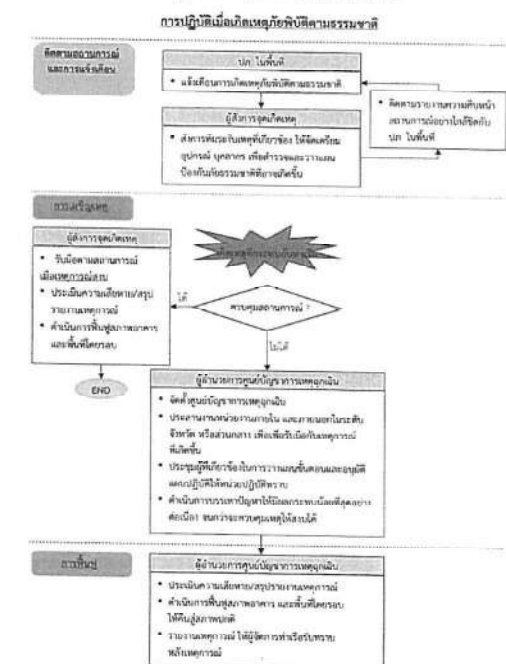 การปฏิบัติเมื่อเกิดเหตุภัยพิบัติตามธรรมชาติ
ติดตามสถานการณ์
และการแจ้งเตือน
ปภ. ในพื้นที่
• แจ้งเตือนการเกิดเหตุภัยพิบัติตามธรรมชาติ
ผู้สั่งการจุดเกิดเหตุ
• สั่งการทีมระงับเหตุที่เกี่ยวข้อง ให้จัดเตรียม
อุปกรณ์ บุคลากร เพื่อสำรวจและวางแผน
ป้องกันภัยธรรมชาติที่อาจเกิดขึ้น
• ติดตามรายงานความคืบหน้า
สถานการณ์อย่างใกล้ชิดกับ
ปภ. ในพื้นที่
การเผชิญเหตุ
ผู้สั่งการจุดเกิดเหตุ
• รับมือตามสถานการณ์
เมื่อเหตุการณ์สงบ
• ประเมินความเสียหาย/สรุป
รายงานเหตุการณ์
• ดำเนินการฟื้นฟูสภาพอาคาร
และพื้นที่โดยรอบ
END
ได้
ควบคุมสถานการณ์ ?
ไม่ได้
ผู้อำนวยการศูนย์บัญชาการเหตุฉุกเฉิน
• จัดตั้งศูนย์บัญชาการเหตุฉุกเฉิน
• ประสานงานหน่วยงานภายใน และภายนอกในระดับ
จังหวัด หรือส่วนกลาง เพื่อเพื่อรับมือกับเหตุการณ์
ที่เกิดขึ้น
• ประชุมผู้ที่เกี่ยวข้องในการวางแผนขั้นตอนและอนุมัติ
แผนปฏิบัติให้หน่วยปฏิบัติทราบ
• ดำเนินการบรรเทาปัญหาให้มีผลกระทบน้อยที่สุดอย่าง
ต่อเนื่อง จนกว่าจะควบคุมเหตุให้สงบได้
การฟื้นฟู
ผู้อำนวยการศูนย์บัญชาการเหตุฉุกเฉิน
• ประเมินความเสียหาย/สรุปรายงานเหตุการณ์
• ดำเนินการฟื้นฟูสภาพอาคาร และพื้นที่โดยรอบ
ให้คืนสู่สภาพปกติ
• รายงานเหตุการณ์ ให้ผู้จัดการท่าเรือรับทราบ
หลังเหตุการณ์